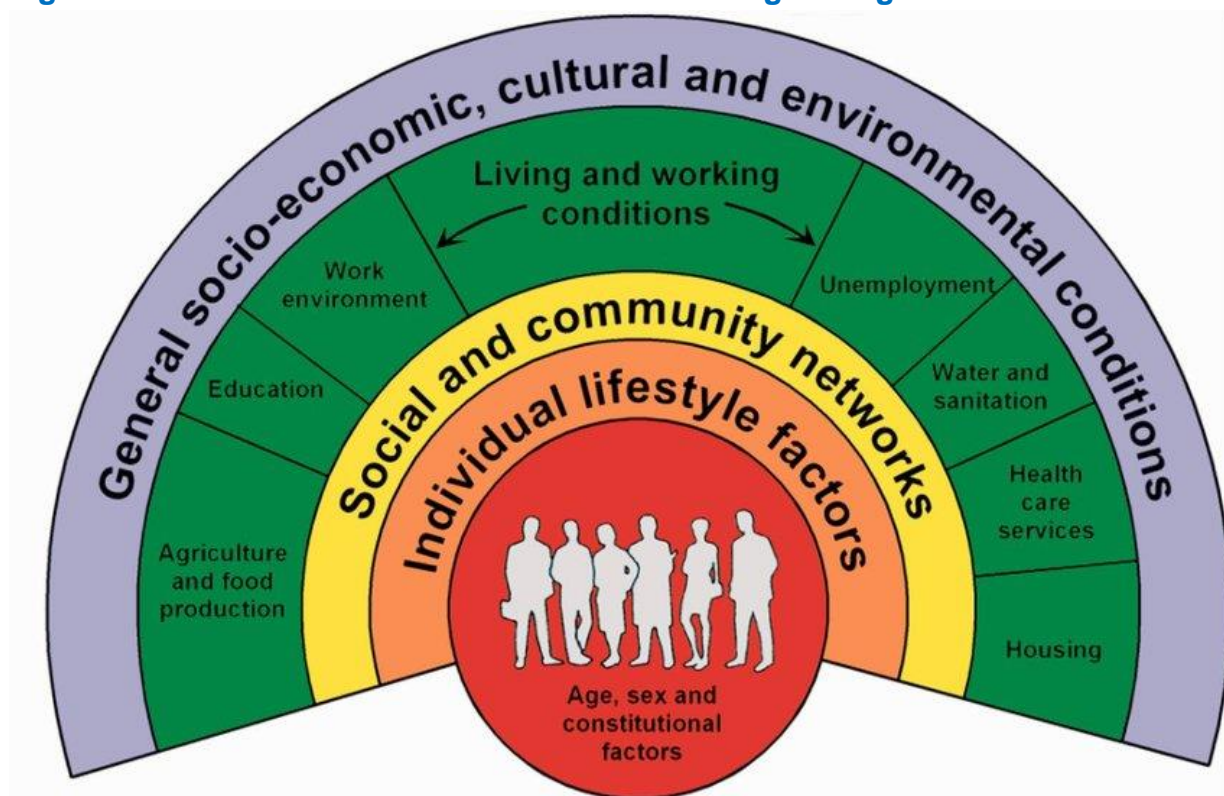 General socio-economic, cultural and environmental conditions
Living and working
conditions
Work
environment
Education
Agriculture
and food
production
Unemployment
Water and
sanitation
Health
care
services
Housing
Social and community networks
Individual lifestyle factors
Age, sex and
constitutional
factors